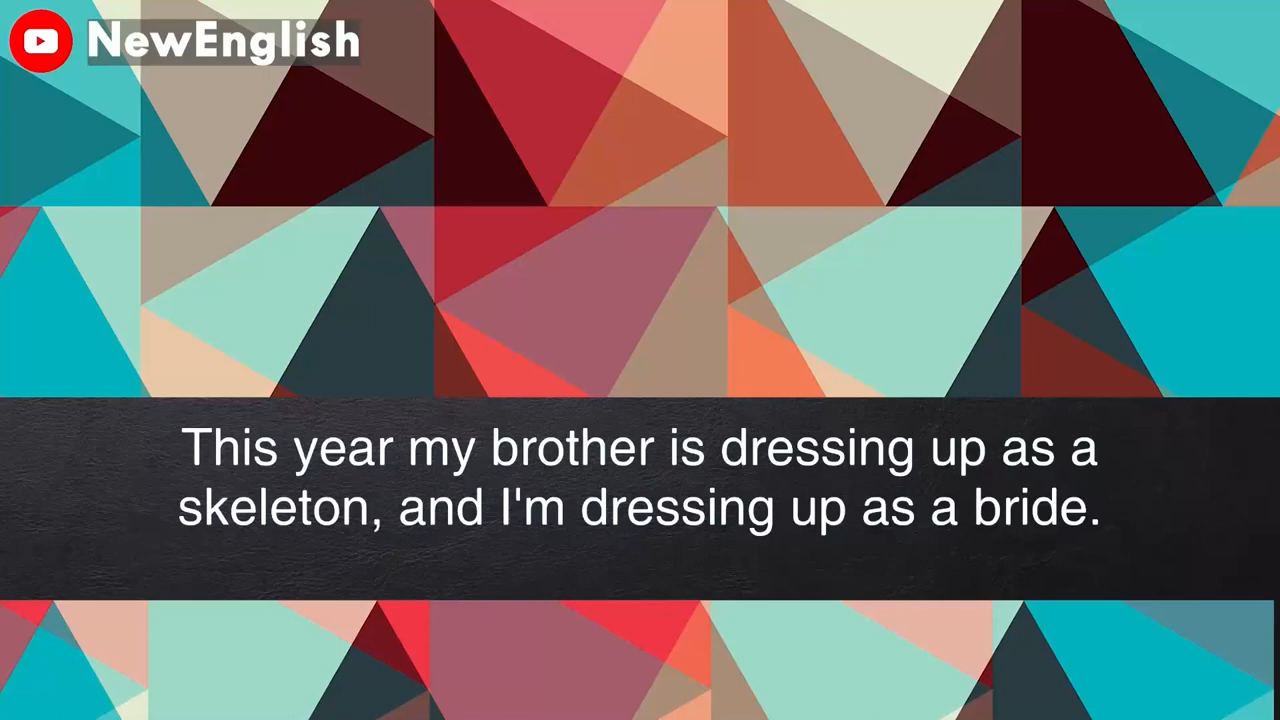 NewEnglish
This year my brother is dressing up as a
skeleton, and I'm dressing up as a bride.